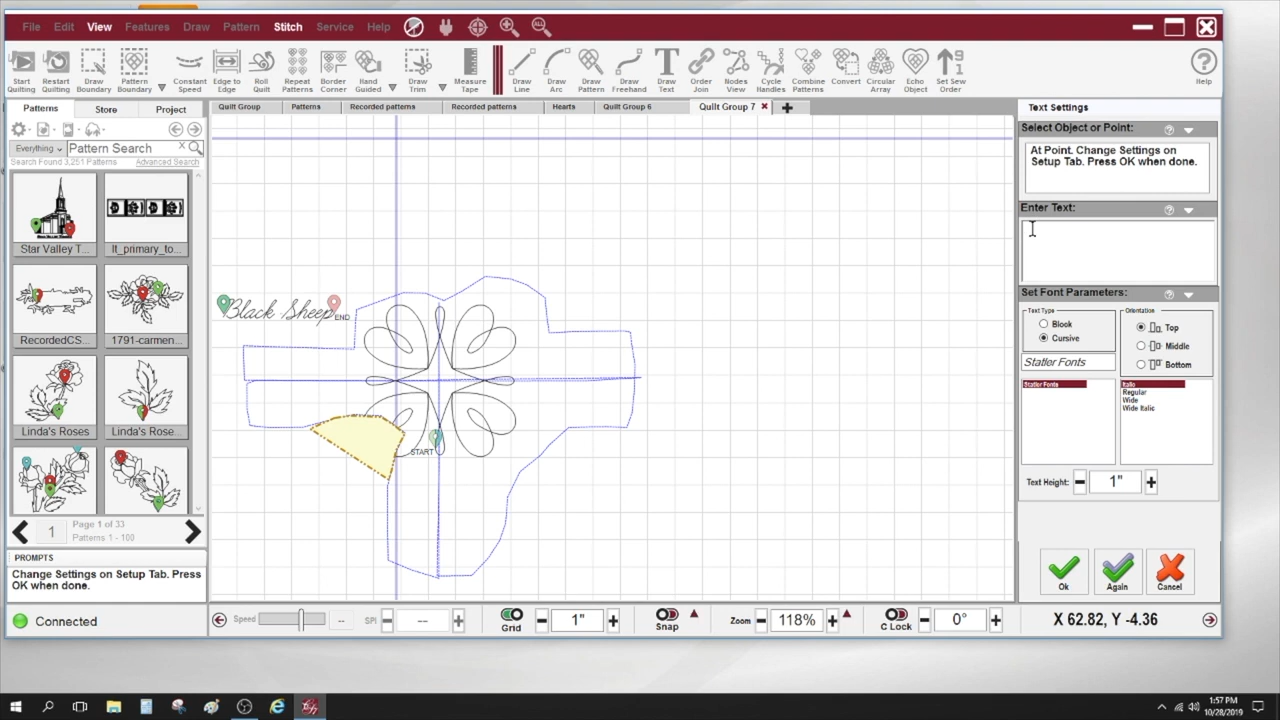 File Edit View Features Draw Pattern Stitch Service Help
Start Quilting
Restart Quilting
Draw Boundary
Pattern Boundary
Constant Speed
Edge to Edge
Roll Quilt
Repeat Patterns
Border Corner
Hand Guided
Draw Trim
Measure Tape
Draw Line
Draw Arc
Draw Pattern
Draw Freehand
Draw Text
Order Join
Nodes View
Cycle Handles
Combine Patterns
Convert
Circular Array
Echo Object
Set Sew Order
Help
Patterns Store Project
Quilt Group Patterns Recorded patterns Recorded patterns Hearts Quilt Group 6 Quilt Group 7
Everything Pattern Search X
Search Found 3,251 Patterns Advanced Search
Star Valley T... lt_primary_to...
RecordedCS... 1791-carmen...
Linda's Roses Linda's Rose...
1 Page 1 of 33
Patterns 1 - 100
PROMPTS
Change Settings on Setup Tab. Press
OK when done.
Connected
Black Sheep
END
START
Text Settings
Select Object or Point:
At Point. Change Settings on
Setup Tab. Press OK when done.
Enter Text:
Set Font Parameters:
Text Type
Block
Cursive
Orientation
Top
Middle
Bottom
Statler Fonts
Statler Fonts
Italic
Regular
Wide
Wide Italic
Text Height: 1"
Ok Again Cancel
Speed -- SPI --
Grid 1" Snap Zoom 118% C Lock 0°
X 62.82, Y -4.36
1:57 PM
10/28/2019